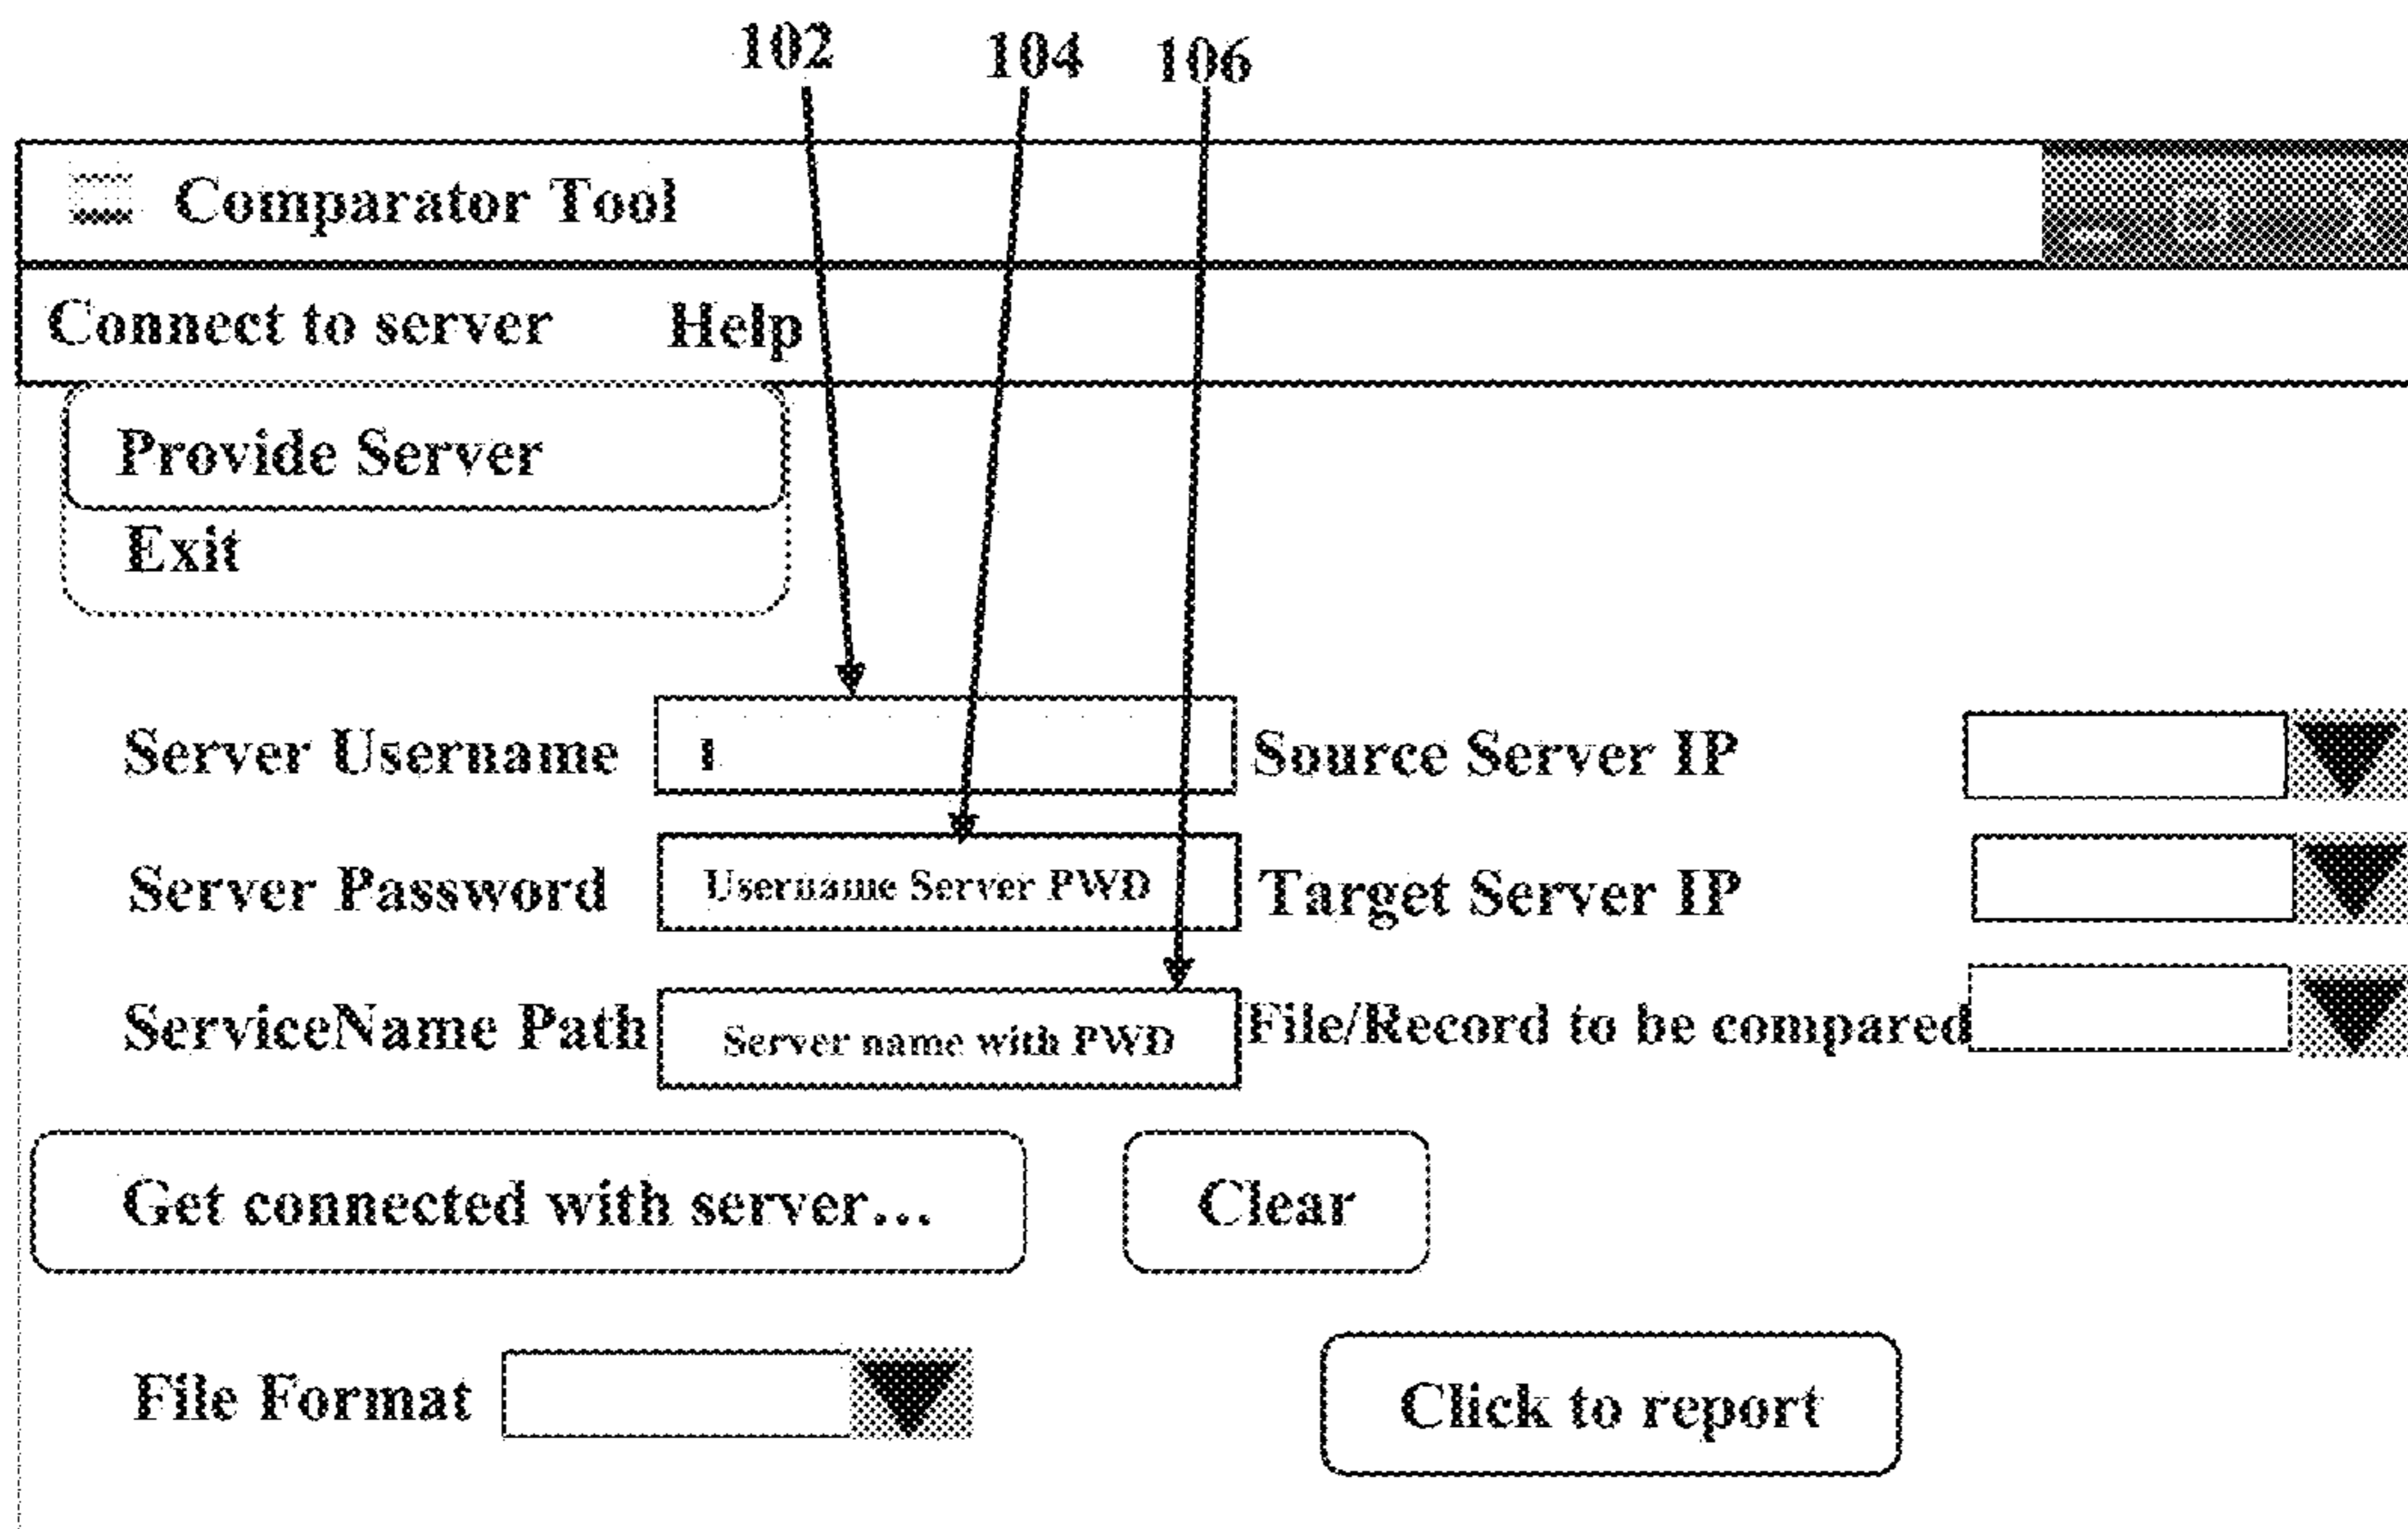 102 104 106
Comparator Tool
Connect to server Help
Provide Server
Exit
Server Username Source Server IP
Server Password Username Server PWD Target Server IP
ServiceName Path Server name with PWD File/Record to be compared
Get connected with server... Clear
File Format Click to report